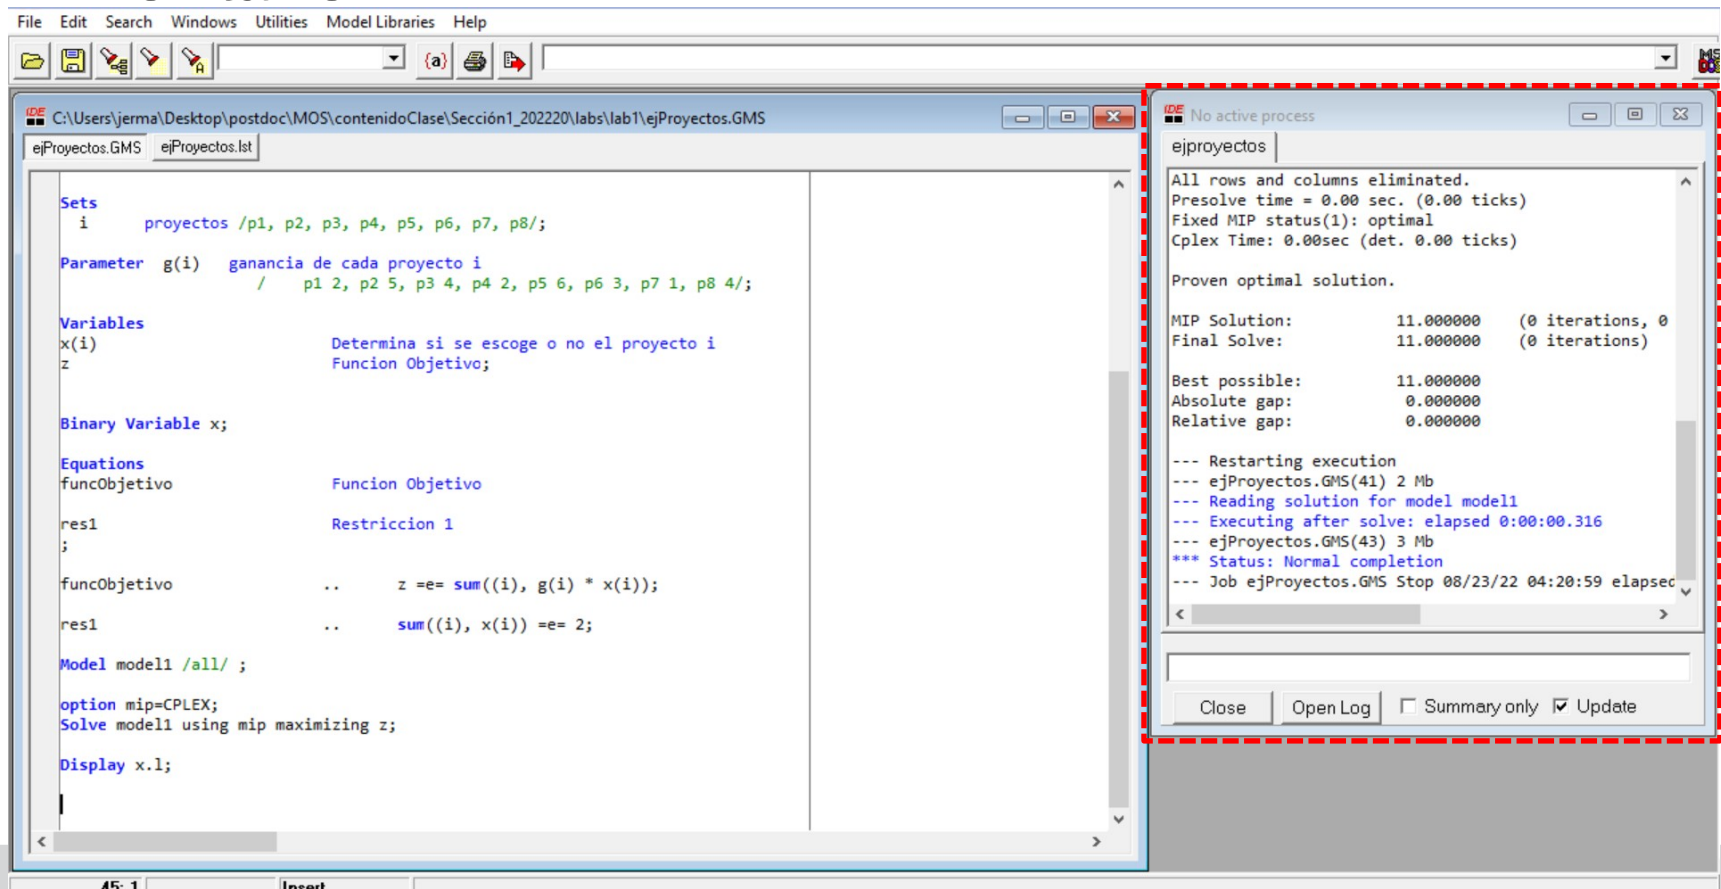 File Edit Search Windows Utilities Model Libraries Help
{a}
C:\Users\jerma\Desktop\postdoc\MOS\contenidoClase\Sección1_202220\labs\lab1\ejProyectos.GMS
ejProyectos.GMS ejProyectos.lst
Sets
i proyectos /p1, p2, p3, p4, p5, p6, p7, p8/;
Parameter g(i) ganancia de cada proyecto i
/ p1 2, p2 5, p3 4, p4 2, p5 6, p6 3, p7 1, p8 4/;
Variables
x(i) Determina si se escoge o no el proyecto i
z Funcion Objetivo;
Binary Variable x;
Equations
funcObjetivo Funcion Objetivo
res1 Restriccion 1
;
funcObjetivo .. z =e= sum((i), g(i) * x(i));
res1 .. sum((i), x(i)) =e= 2;
Model model1 /all/ ;
option mip=CPLEX;
Solve model1 using mip maximizing z;
Display x.l;
45: 1 Insert
IDE No active process
ejproyectos
All rows and columns eliminated.
Presolve time = 0.00 sec. (0.00 ticks)
Fixed MIP status(1): optimal
Cplex Time: 0.00sec (det. 0.00 ticks)
Proven optimal solution.
MIP Solution: 11.000000 (0 iterations, 0
Final Solve: 11.000000 (0 iterations)
Best possible: 11.000000
Absolute gap: 0.000000
Relative gap: 0.000000
--- Restarting execution
--- ejProyectos.GMS(41) 2 Mb
--- Reading solution for model model1
--- Executing after solve: elapsed 0:00:00.316
--- ejProyectos.GMS(43) 3 Mb
*** Status: Normal completion
--- Job ejProyectos.GMS Stop 08/23/22 04:20:59 elapsed
Close Open Log Summary only Update